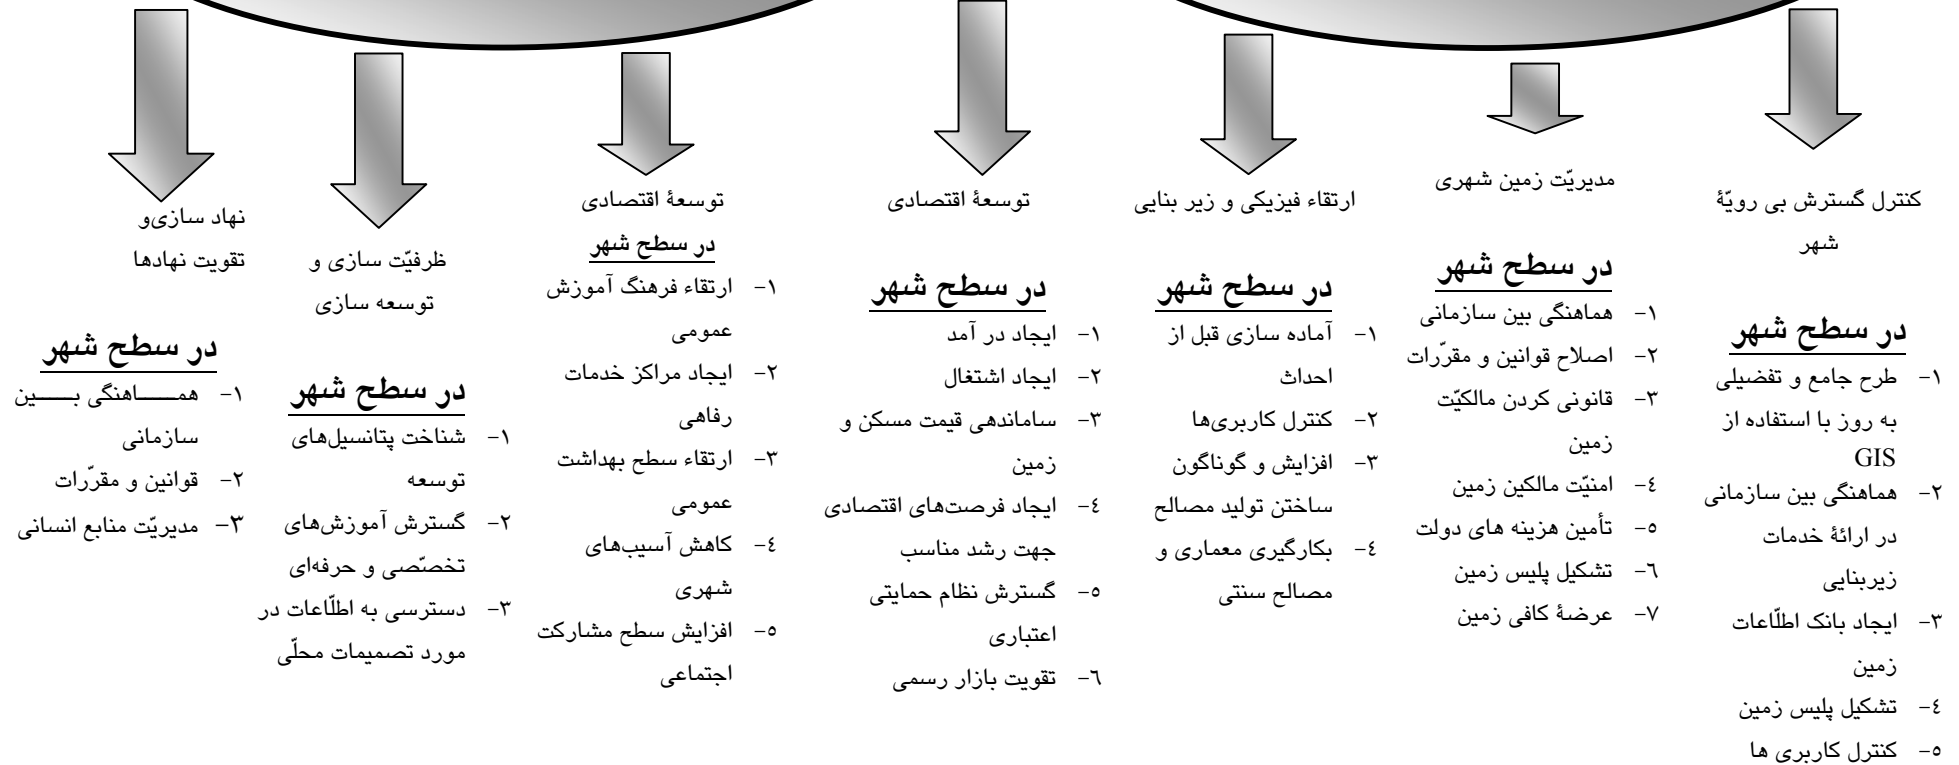 کنترل گسترش بی رویّۀ
شهر
در سطح شهر
۱- طرح جامع و تفضیلی
به روز با استفاده از
GIS
۲- هماهنگی بین سازمانی
در ارائۀ خدمات
زیربنایی
۳- ایجاد بانک اطلّاعات
زمین
٤- تشکیل پلیس زمین
٥- کنترل کاربری ها
مدیریّت زمین شهری
در سطح شهر
۱- هماهنگی بین سازمانی
۲- اصلاح قوانین و مقرّرات
۳- قانونی کردن مالکیّت
زمین
٤- امنیّت مالکین زمین
٥- تأمین هزینه های دولت
٦- تشکیل پلیس زمین
۷- عرضۀ کافی زمین
ارتقاء فیزیکی و زیر بنایی
در سطح شهر
۱- آماده سازی قبل از
احداث
۲- کنترل کاربری‌ها
۳- افزایش و گوناگون
ساختن تولید مصالح
٤- بکارگیری معماری و
مصالح سنتی
توسعۀ اقتصادی
در سطح شهر
۱- ایجاد در آمد
۲- ایجاد اشتغال
۳- ساماندهی قیمت مسکن و
زمین
٤- ایجاد فرصت‌های اقتصادی
جهت رشد مناسب
٥- گسترش نظام حمایتی
اعتباری
٦- تقویت بازار رسمی
توسعۀ اقتصادی
در سطح شهر
۱- ارتقاء فرهنگ آموزش
عمومی
۲- ایجاد مراکز خدمات
رفاهی
۳- ارتقاء سطح بهداشت
عمومی
٤- کاهش آسیب‌های
شهری
٥- افزایش سطح مشارکت
اجتماعی
ظرفیّت سازی و
توسعه سازی
در سطح شهر
۱- شناخت پتانسیل‌های
توسعه
۲- گسترش آموزش‌های
تخصّصی و حرفه‌ای
۳- دسترسی به اطلّاعات در
مورد تصمیمات محلّی
نهاد سازی‌و
تقویت نهادها
در سطح شهر
۱- همـــــاهنگی بـــــین
سازمانی
۲- قوانین و مقرّرات
۳- مدیریّت منابع انسانی